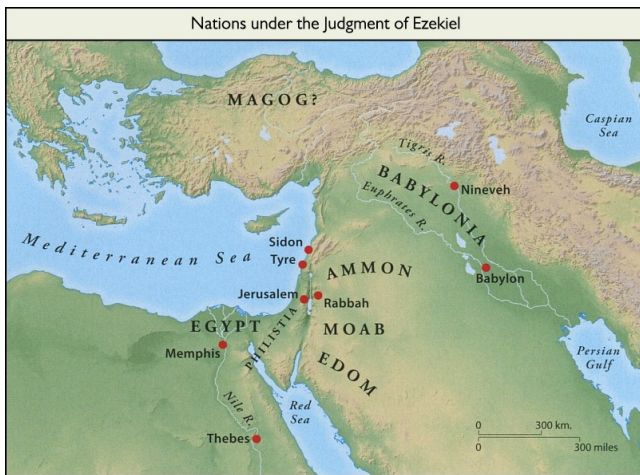 Nations under the Judgment of Ezekiel
MAGOG?
Caspian
Sea
Tigris R.
Nineveh
BABYLONIA
Euphrates R.
Mediterranean Sea
Sidon
Tyre
AMMON
Babylon
Jerusalem
Rabbah
EGYPT
PHILISTIA
MOAB
Memphis
EDOM
Persian
Gulf
Nile R.
Red
Sea
Thebes
0 300 km.
0 300 miles